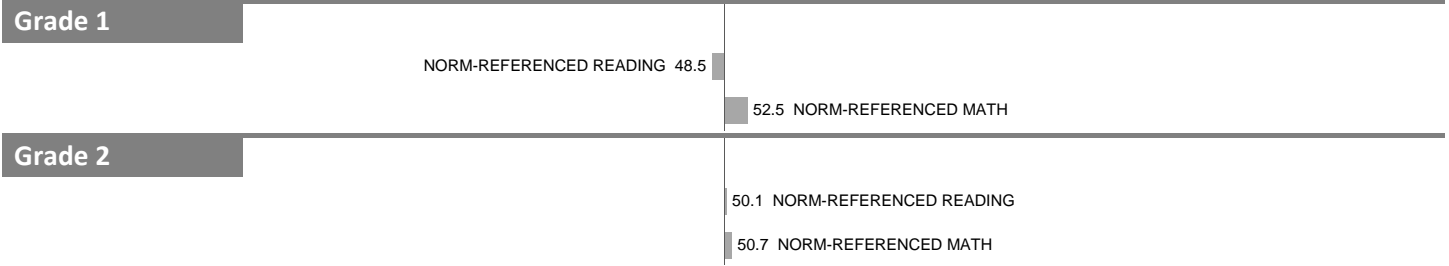 Grade 1
NORM-REFERENCED READING 48.5
52.5 NORM-REFERENCED MATH
Grade 2
50.1 NORM-REFERENCED READING
50.7 NORM-REFERENCED MATH